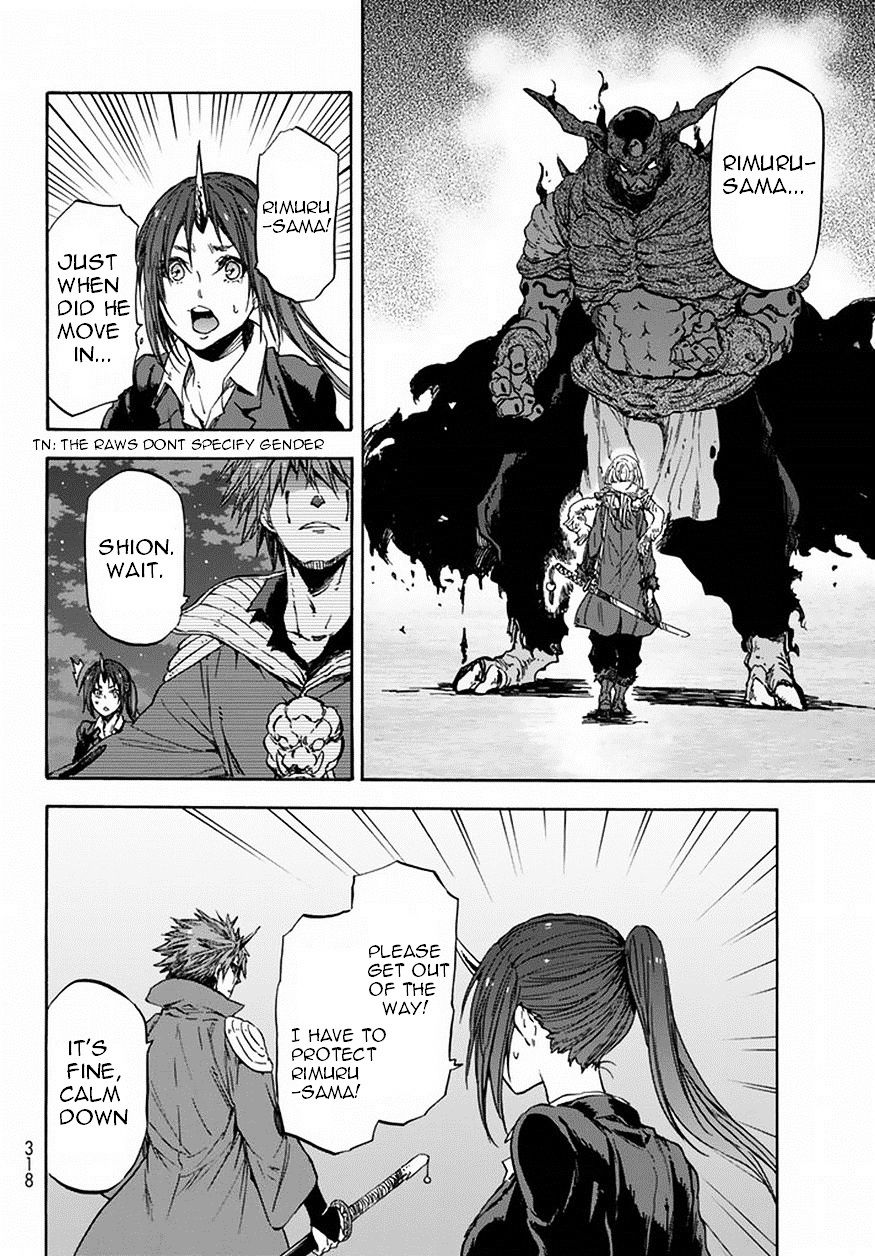 RIMURU-
SAMA...
RIMURU
-SAMA!
JUST
WHEN
DID HE
MOVE
IN...
TN: THE RAWS DONT SPECIFY GENDER
SHION.
WAIT.
PLEASE
GET OUT
OF THE
WAY!
I HAVE TO
PROTECT
RIMURU
-SAMA!
IT'S
FINE,
CALM
DOWN
318